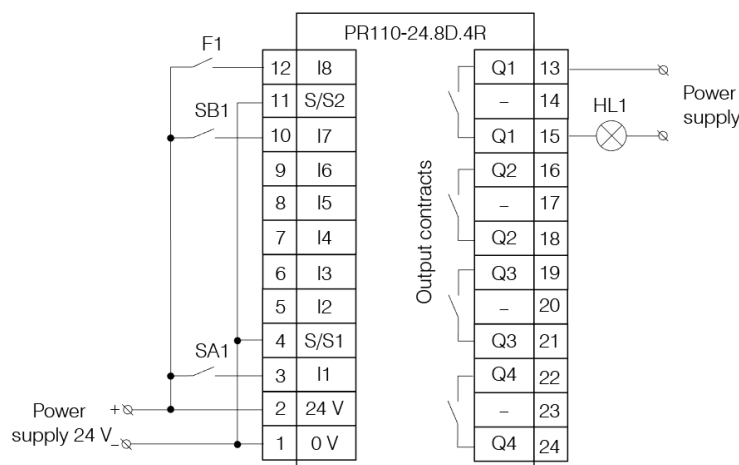 PR110-24.8D.4R
F1
12 I8
11 S/S2
SB1
10 I7
9 I6
8 I5
7 I4
6 I3
5 I2
4 S/S1
SA1
3 I1
2 24 V
1 0 V
Power
supply 24 V
+
–
Output contracts
Q1 13
– 14
Q1 15
Q2 16
– 17
Q2 18
Q3 19
– 20
Q3 21
Q4 22
– 23
Q4 24
HL1
Power
supply